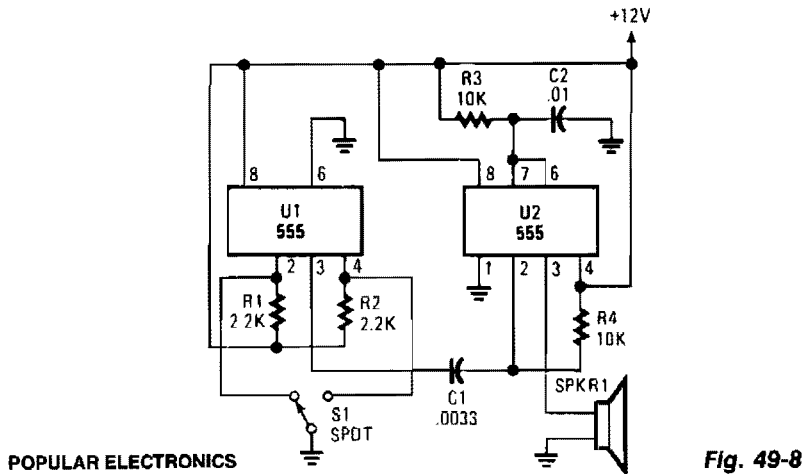 +12V
R3
10K
C2
.01
8
6
8
7
6
U1
555
U2
555
2
3
4
1
2
3
4
R1
2.2K
R2
2.2K
R4
10K
C1
.0033
S1
SPDT
SPKR1
POPULAR ELECTRONICS
Fig. 49-8